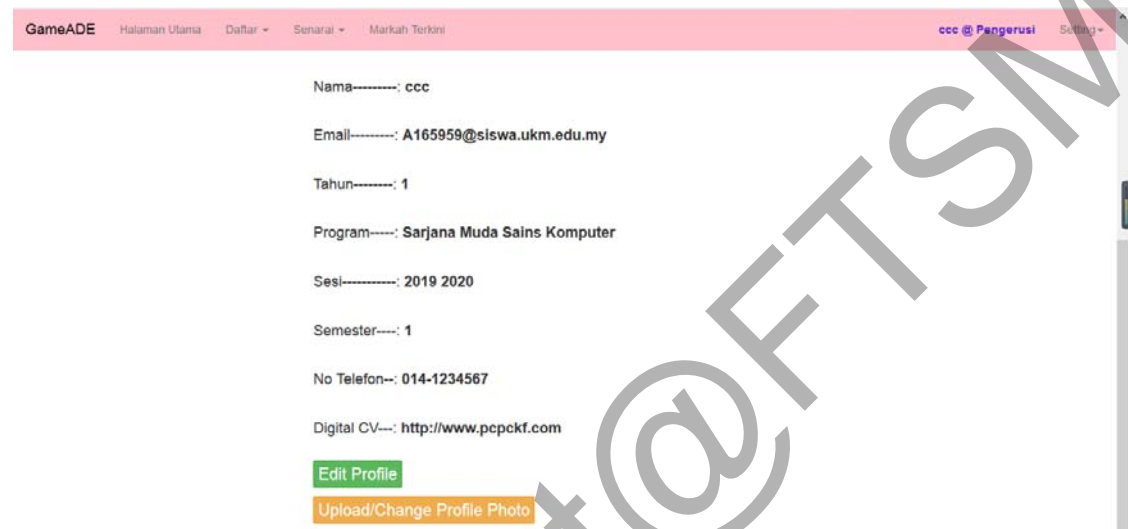 GameADE Halaman Utama Daftar Senarai Markah Terkini ccc @ Pengerusi Setting
Nama---------: ccc
Email---------: A165959@siswa.ukm.edu.my
Tahun--------: 1
Program-----: Sarjana Muda Sains Komputer
Sesi-----------: 2019 2020
Semester----: 1
No Telefon--: 014-1234567
Digital CV---: http://www.pcpckf.com
Edit Profile
Upload/Change Profile Photo
t@FTSM